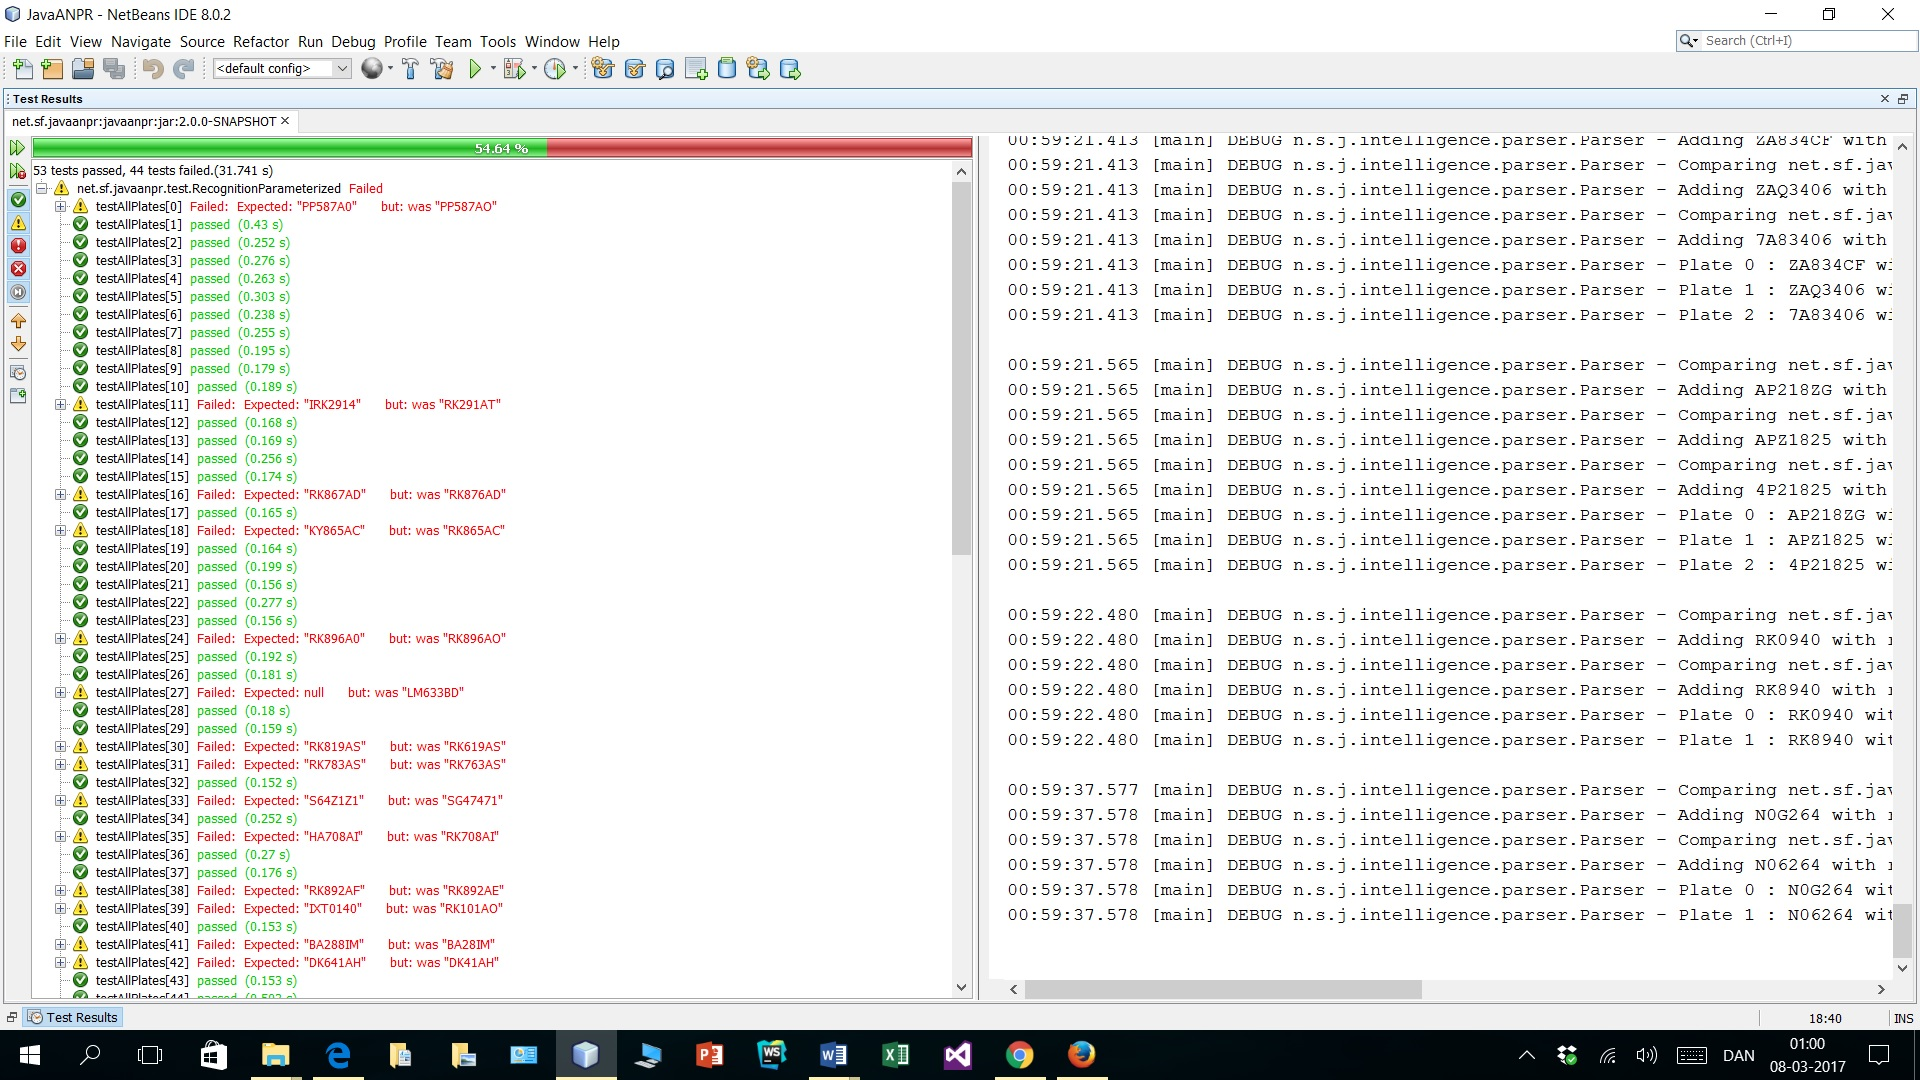 JavaANPR - NetBeans IDE 8.0.2
File Edit View Navigate Source Refactor Run Debug Profile Team Tools Window Help
Search (Ctrl+I)
<default config>
Test Results
net.sf.javaanpr:javaanpr:jar:2.0.0-SNAPSHOT
54.64 %
53 tests passed, 44 tests failed.(31.741 s)
net.sf.javaanpr.test.RecognitionParameterized Failed
testAllPlates[0] Failed: Expected: "PP587A0" but: was "PP587AO"
testAllPlates[1] passed (0.43 s)
testAllPlates[2] passed (0.252 s)
testAllPlates[3] passed (0.276 s)
testAllPlates[4] passed (0.263 s)
testAllPlates[5] passed (0.303 s)
testAllPlates[6] passed (0.238 s)
testAllPlates[7] passed (0.255 s)
testAllPlates[8] passed (0.195 s)
testAllPlates[9] passed (0.179 s)
testAllPlates[10] passed (0.189 s)
testAllPlates[11] Failed: Expected: "IRK2914" but: was "RK291AT"
testAllPlates[12] passed (0.168 s)
testAllPlates[13] passed (0.169 s)
testAllPlates[14] passed (0.256 s)
testAllPlates[15] passed (0.174 s)
testAllPlates[16] Failed: Expected: "RK867AD" but: was "RK876AD"
testAllPlates[17] passed (0.165 s)
testAllPlates[18] Failed: Expected: "KY865AC" but: was "RK865AC"
testAllPlates[19] passed (0.164 s)
testAllPlates[20] passed (0.199 s)
testAllPlates[21] passed (0.156 s)
testAllPlates[22] passed (0.277 s)
testAllPlates[23] passed (0.156 s)
testAllPlates[24] Failed: Expected: "RK896A0" but: was "RK896AO"
testAllPlates[25] passed (0.192 s)
testAllPlates[26] passed (0.181 s)
testAllPlates[27] Failed: Expected: null but: was "LM633BD"
testAllPlates[28] passed (0.18 s)
testAllPlates[29] passed (0.159 s)
testAllPlates[30] Failed: Expected: "RK819AS" but: was "RK619AS"
testAllPlates[31] Failed: Expected: "RK783AS" but: was "RK763AS"
testAllPlates[32] passed (0.152 s)
testAllPlates[33] Failed: Expected: "S64Z1Z1" but: was "SG47471"
testAllPlates[34] passed (0.252 s)
testAllPlates[35] Failed: Expected: "HA708AI" but: was "RK708AI"
testAllPlates[36] passed (0.27 s)
testAllPlates[37] passed (0.176 s)
testAllPlates[38] Failed: Expected: "RK892AF" but: was "RK892AE"
testAllPlates[39] Failed: Expected: "IXT0140" but: was "RK101AO"
testAllPlates[40] passed (0.153 s)
testAllPlates[41] Failed: Expected: "BA288IM" but: was "BA28IM"
testAllPlates[42] Failed: Expected: "DK641AH" but: was "DK41AH"
testAllPlates[43] passed (0.153 s)
00:59:21.413 [main] DEBUG n.s.j.intelligence.parser.Parser - Adding ZA834CF with
00:59:21.413 [main] DEBUG n.s.j.intelligence.parser.Parser - Comparing net.sf.jav
00:59:21.413 [main] DEBUG n.s.j.intelligence.parser.Parser - Adding ZAQ3406 with
00:59:21.413 [main] DEBUG n.s.j.intelligence.parser.Parser - Comparing net.sf.jav
00:59:21.413 [main] DEBUG n.s.j.intelligence.parser.Parser - Adding 7A83406 with
00:59:21.413 [main] DEBUG n.s.j.intelligence.parser.Parser - Plate 0 : ZA834CF wi
00:59:21.413 [main] DEBUG n.s.j.intelligence.parser.Parser - Plate 1 : ZAQ3406 wi
00:59:21.413 [main] DEBUG n.s.j.intelligence.parser.Parser - Plate 2 : 7A83406 wi
00:59:21.565 [main] DEBUG n.s.j.intelligence.parser.Parser - Comparing net.sf.jav
00:59:21.565 [main] DEBUG n.s.j.intelligence.parser.Parser - Adding AP218ZG with
00:59:21.565 [main] DEBUG n.s.j.intelligence.parser.Parser - Comparing net.sf.jav
00:59:21.565 [main] DEBUG n.s.j.intelligence.parser.Parser - Adding APZ1825 with
00:59:21.565 [main] DEBUG n.s.j.intelligence.parser.Parser - Comparing net.sf.jav
00:59:21.565 [main] DEBUG n.s.j.intelligence.parser.Parser - Adding 4P21825 with
00:59:21.565 [main] DEBUG n.s.j.intelligence.parser.Parser - Plate 0 : AP218ZG wi
00:59:21.565 [main] DEBUG n.s.j.intelligence.parser.Parser - Plate 1 : APZ1825 wi
00:59:21.565 [main] DEBUG n.s.j.intelligence.parser.Parser - Plate 2 : 4P21825 wi
00:59:22.480 [main] DEBUG n.s.j.intelligence.parser.Parser - Comparing net.sf.jav
00:59:22.480 [main] DEBUG n.s.j.intelligence.parser.Parser - Adding RK0940 with r
00:59:22.480 [main] DEBUG n.s.j.intelligence.parser.Parser - Comparing net.sf.jav
00:59:22.480 [main] DEBUG n.s.j.intelligence.parser.Parser - Adding RK8940 with r
00:59:22.480 [main] DEBUG n.s.j.intelligence.parser.Parser - Plate 0 : RK0940 wit
00:59:22.480 [main] DEBUG n.s.j.intelligence.parser.Parser - Plate 1 : RK8940 wit
00:59:37.577 [main] DEBUG n.s.j.intelligence.parser.Parser - Comparing net.sf.jav
00:59:37.578 [main] DEBUG n.s.j.intelligence.parser.Parser - Adding N0G264 with r
00:59:37.578 [main] DEBUG n.s.j.intelligence.parser.Parser - Comparing net.sf.jav
00:59:37.578 [main] DEBUG n.s.j.intelligence.parser.Parser - Adding N06264 with r
00:59:37.578 [main] DEBUG n.s.j.intelligence.parser.Parser - Plate 0 : N0G264 wit
00:59:37.578 [main] DEBUG n.s.j.intelligence.parser.Parser - Plate 1 : N06264 wit
Test Results
18:40 INS
DAN
01:00
08-03-2017